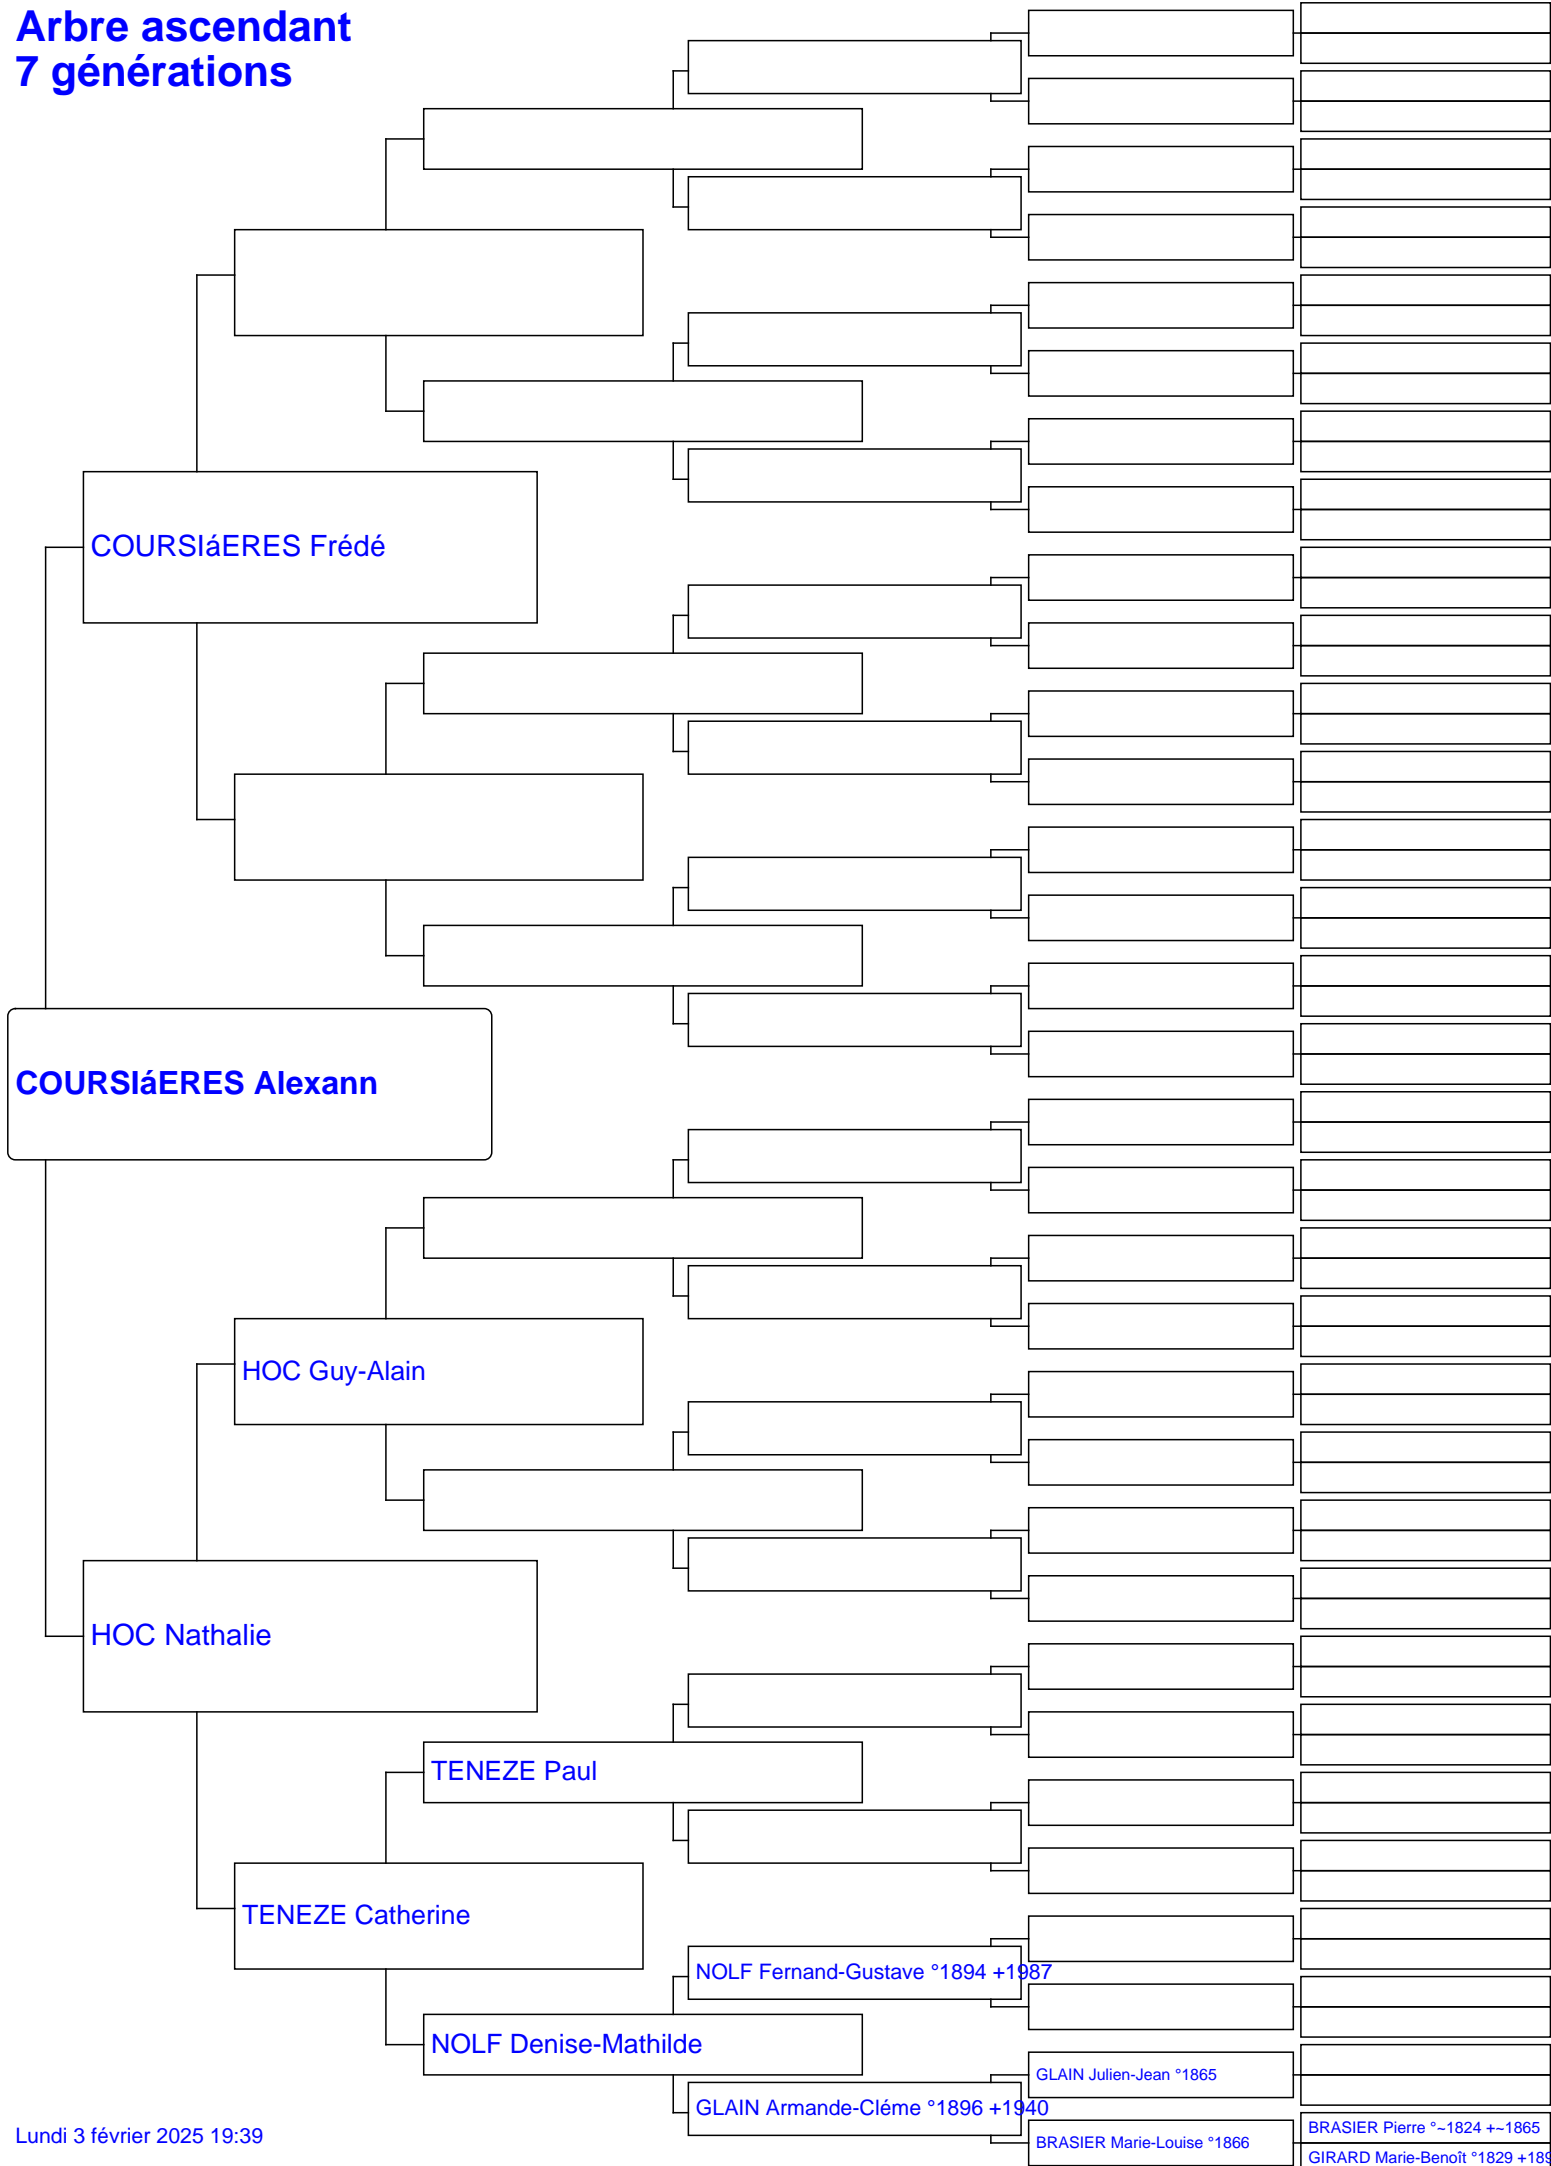 Arbre ascendant
7 générations
COURSIáERES Frédé
COURSIáERES Alexann
HOC Guy-Alain
HOC Nathalie
TENEZE Paul
TENEZE Catherine
NOLF Fernand-Gustave °1894 +1987
NOLF Denise-Mathilde
GLAIN Julien-Jean °1865
GLAIN Armande-Cléme °1896 +1940
BRASIER Pierre °~1824 +~1865
BRASIER Marie-Louise °1866
GIRARD Marie-Benoît °1829 +189
Lundi 3 février 2025 19:39